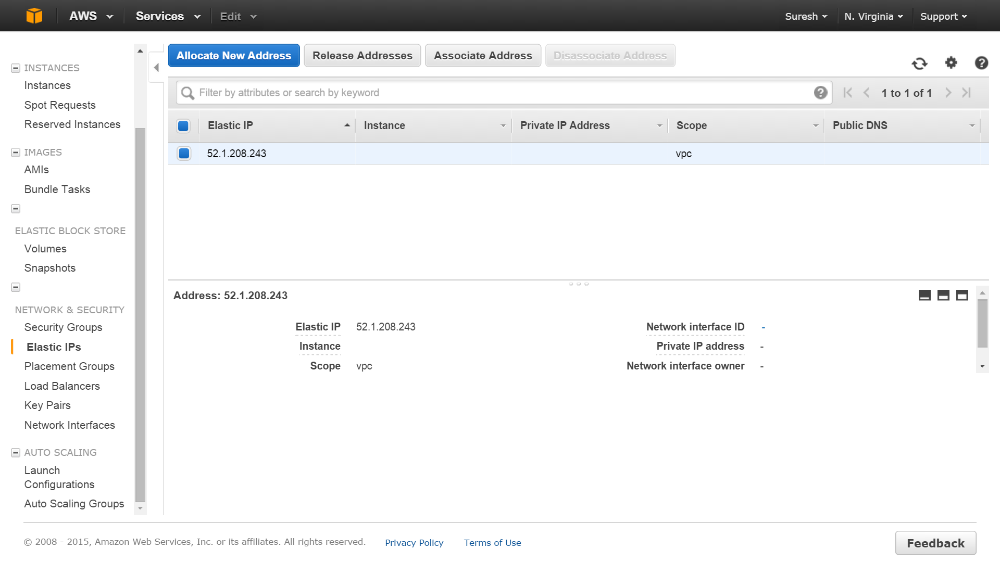 AWS Services Edit Suresh N. Virginia Support
INSTANCES
Instances
Spot Requests
Reserved Instances
IMAGES
AMIs
Bundle Tasks
ELASTIC BLOCK STORE
Volumes
Snapshots
NETWORK & SECURITY
Security Groups
Elastic IPs
Placement Groups
Load Balancers
Key Pairs
Network Interfaces
AUTO SCALING
Launch
Configurations
Auto Scaling Groups
Allocate New Address Release Addresses Associate Address Disassociate Address
Filter by attributes or search by keyword 1 to 1 of 1
Elastic IP Instance Private IP Address Scope Public DNS
52.1.208.243 vpc
Address: 52.1.208.243
Elastic IP 52.1.208.243 Network interface ID -
Instance Private IP address -
Scope vpc Network interface owner -
© 2008 - 2015, Amazon Web Services, Inc. or its affiliates. All rights reserved. Privacy Policy Terms of Use Feedback